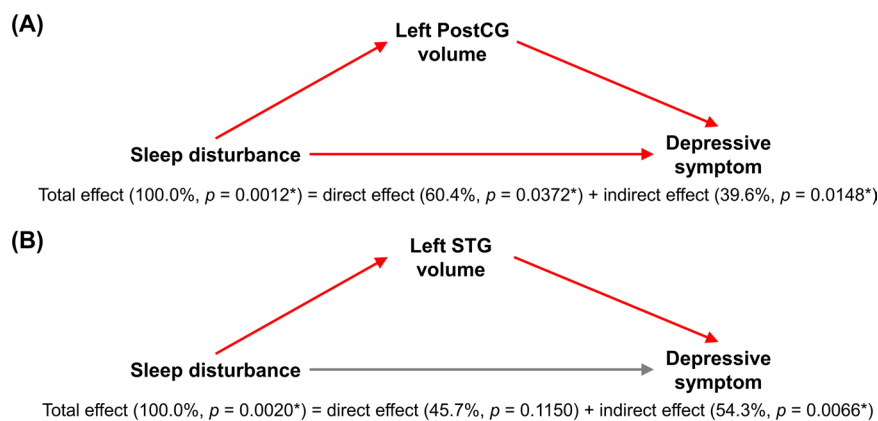 (A)
Left PostCG
volume
Sleep disturbance
Depressive
symptom
Total effect (100.0%, p = 0.0012*) = direct effect (60.4%, p = 0.0372*) + indirect effect (39.6%, p = 0.0148*)
(B)
Left STG
volume
Sleep disturbance
Depressive
symptom
Total effect (100.0%, p = 0.0020*) = direct effect (45.7%, p = 0.1150) + indirect effect (54.3%, p = 0.0066*)